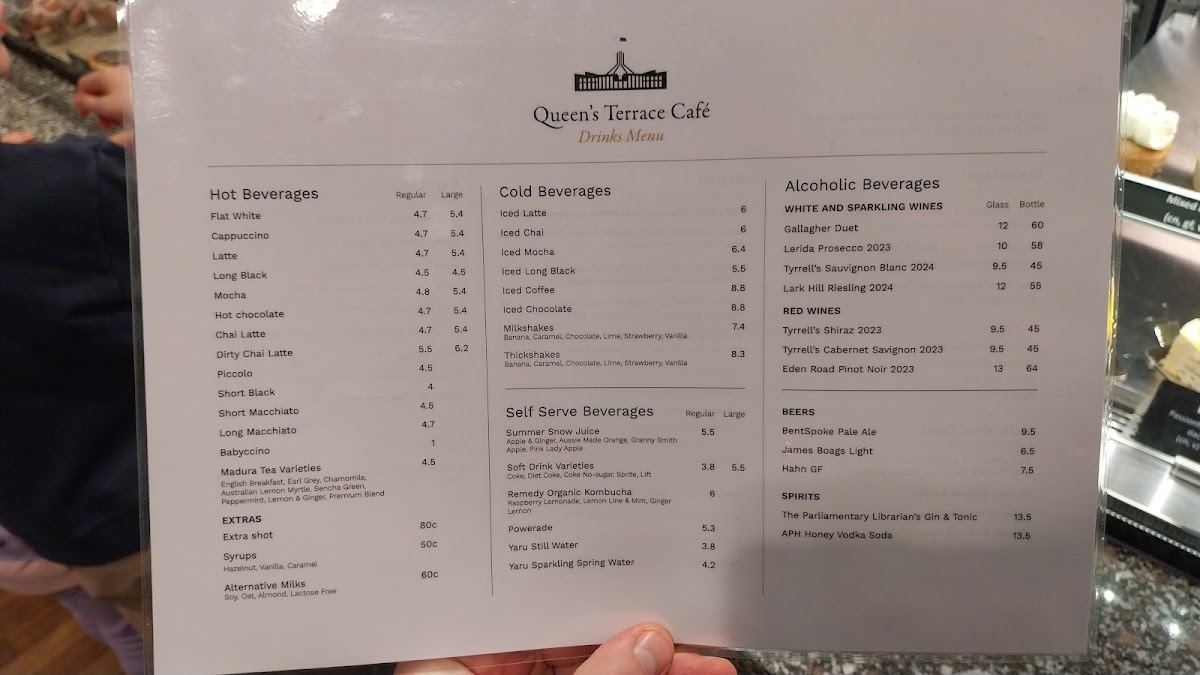 Queen's Terrace Café
Drinks Menu
Hot Beverages Regular Large
Flat White 4.7 5.4
Cappuccino 4.7 5.4
Latte 4.7 5.4
Long Black 4.5 4.5
Mocha 4.8 5.4
Hot chocolate 4.7 5.4
Chai Latte 4.7 5.4
Dirty Chai Latte 5.5 6.2
Piccolo 4.5
Short Black 4
Short Macchiato 4.5
Long Macchiato 4.7
Babyccino 1
Madura Tea Varieties 4.5
English Breakfast, Earl Grey, Chamomile,
Australian Lemon Myrtle, Sencha Green,
Peppermint, Lemon & Ginger, Premium Blend
EXTRAS
Extra shot 80c
Syrups 50c
Hazelnut, Vanilla, Caramel
Alternative Milks 60c
Soy, Oat, Almond, Lactose Free
Cold Beverages
Iced Latte 6
Iced Chai 6
Iced Mocha 6.4
Iced Long Black 5.5
Iced Coffee 8.8
Iced Chocolate 8.8
Milkshakes 7.4
Banana, Caramel, Chocolate, Lime, Strawberry, Vanilla
Thickshakes 8.3
Banana, Caramel, Chocolate, Lime, Strawberry, Vanilla
Self Serve Beverages Regular Large
Summer Snow Juice 5.5
Apple & Ginger, Aussie Made Orange, Granny Smith
Apple, Pink Lady Apple
Soft Drink Varieties 3.8 5.5
Coke, Diet Coke, Coke No-sugar, Sprite, Lift
Remedy Organic Kombucha 6
Raspberry Lemonade, Lemon Line & Mint, Ginger
Lemon
Powerade 5.3
Yaru Still Water 3.8
Yaru Sparkling Spring Water 4.2
Alcoholic Beverages
WHITE AND SPARKLING WINES Glass Bottle
Gallagher Duet 12 60
Lerida Prosecco 2023 10 58
Tyrrell's Sauvignon Blanc 2024 9.5 45
Lark Hill Riesling 2024 12 55
RED WINES
Tyrrell's Shiraz 2023 9.5 45
Tyrrell's Cabernet Savignon 2023 9.5 45
Eden Road Pinot Noir 2023 13 64
BEERS
BentSpoke Pale Ale 9.5
James Boags Light 6.5
Hahn GF 7.5
SPIRITS
The Parliamentary Librarian's Gin & Tonic 13.5
APH Honey Vodka Soda 13.5
Mixed